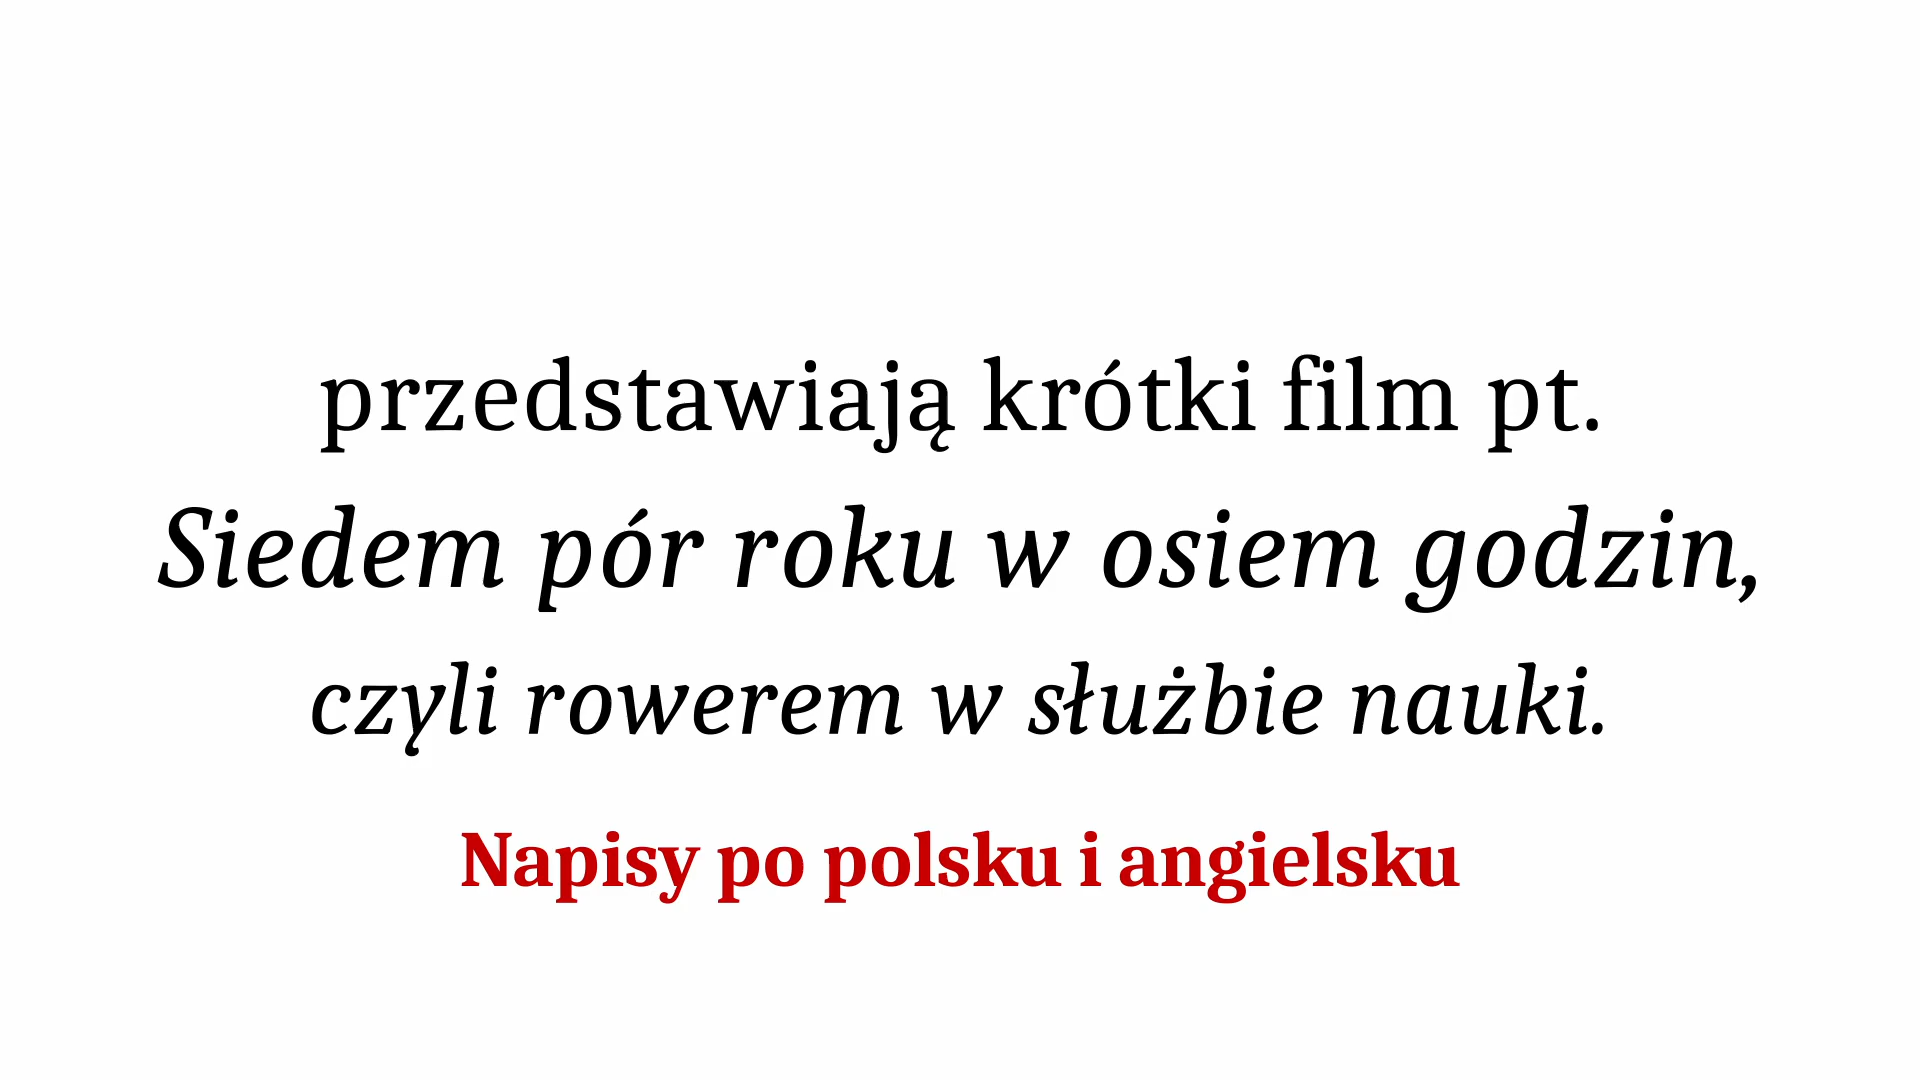 przedstawiają krótki film pt.
Siedem pór roku w osiem godzin,
czyli rowerem w służbie nauki.
Napisy po polsku i angielsku